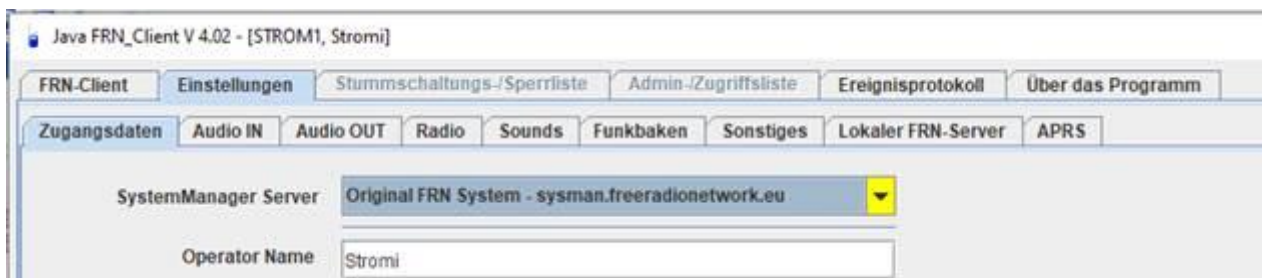 Java FRN_Client V 4.02 - [STROM1, Stromi]
FRN-Client Einstellungen Stummschaltungs-/Sperrliste Admin-/Zugriffsliste Ereignisprotokoll Über das Programm
Zugangsdaten Audio IN Audio OUT Radio Sounds Funkbaken Sonstiges Lokaler FRN-Server APRS
SystemManager Server Original FRN System - sysman.freeradionetwork.eu
Operator Name Stromi